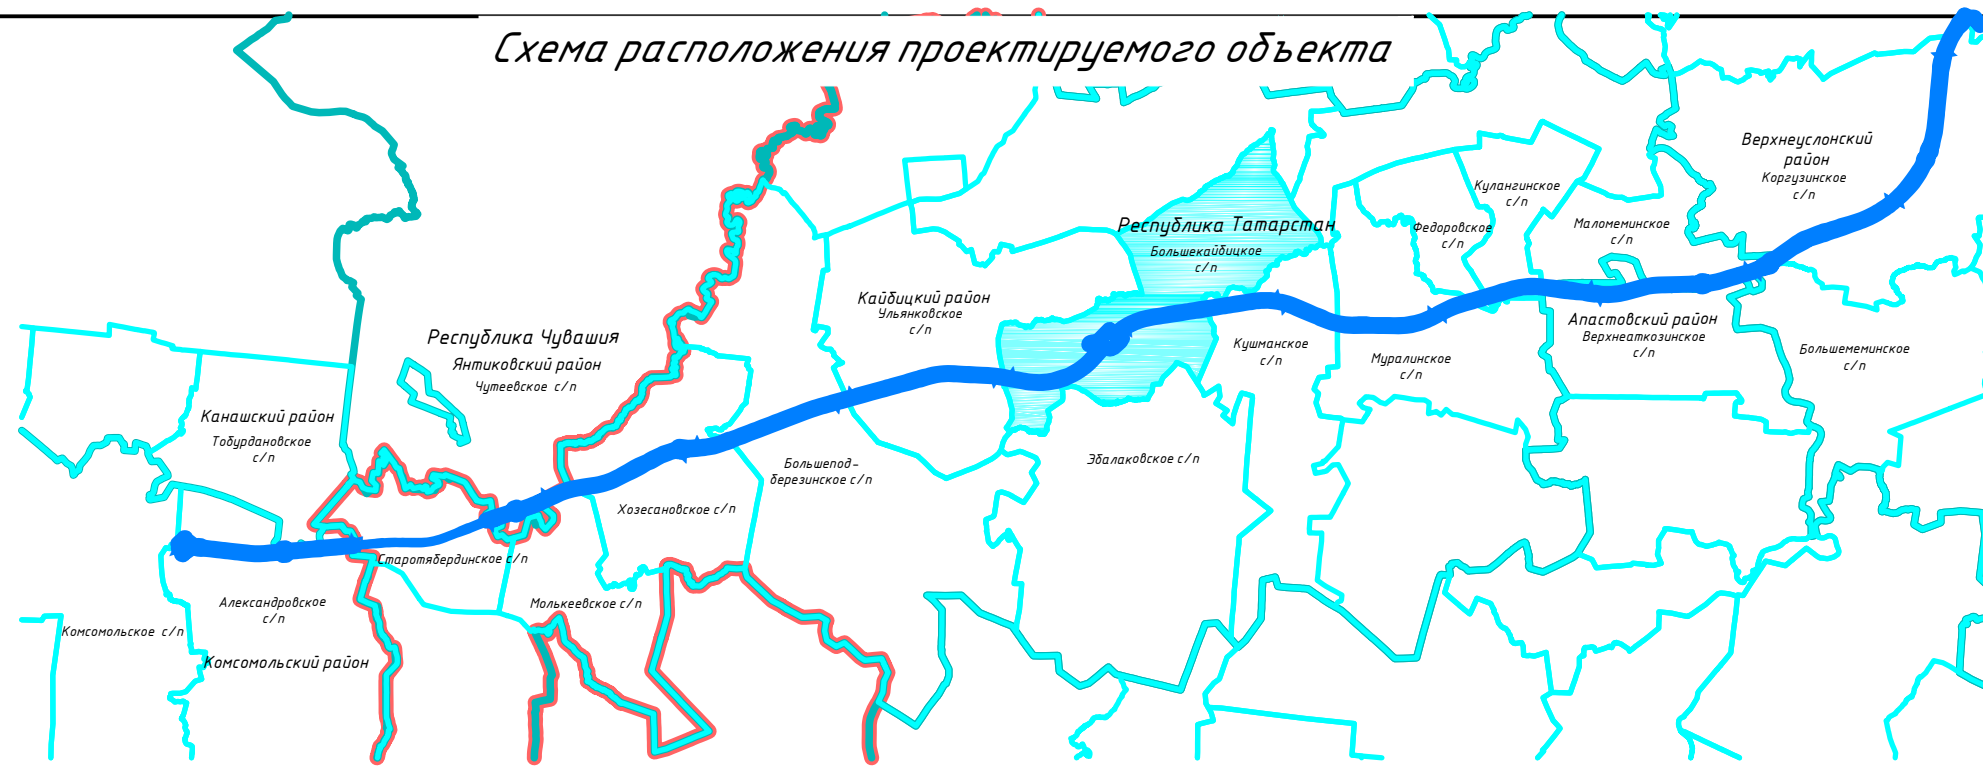 Схема расположения проектируемого объекта
Верхнеуслонский
район
Коргузинское
с/п
Кулангинское
с/п
Маломеминское
с/п
Федоровское
с/п
Республика Татарстан
Большекайбицкое
с/п
Кайбицкий район
Ульянковское
с/п
Республика Чувашия
Янтиковский район
Чутеевское с/п
Апастовский район
Верхнеаткозинское
с/п
Кушманское
с/п
Муралинское
с/п
Большемеминское
с/п
Канашский район
Тобурдановское
с/п
Эбалаковское с/п
Большепод-
березинское с/п
Хозесановское с/п
Старотябердинское с/п
Александровское
с/п
Молькеевское с/п
Комсомольское с/п
Комсомольский район